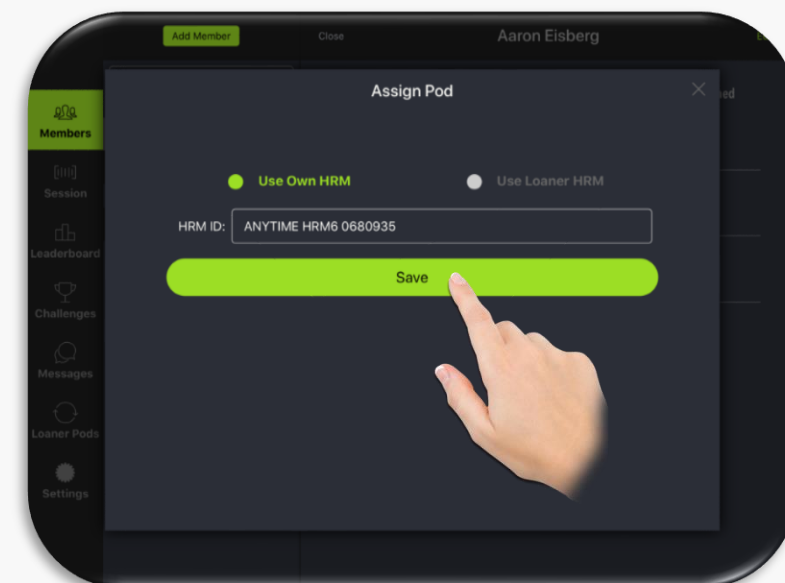 Add Member
Close
Aaron Eisberg
Assign Pod
Members
Use Own HRM
Use Loaner HRM
Session
HRM ID:
ANYTIME HRM6 0680935
Leaderboard
Save
Challenges
Messages
Loaner Pods
Settings